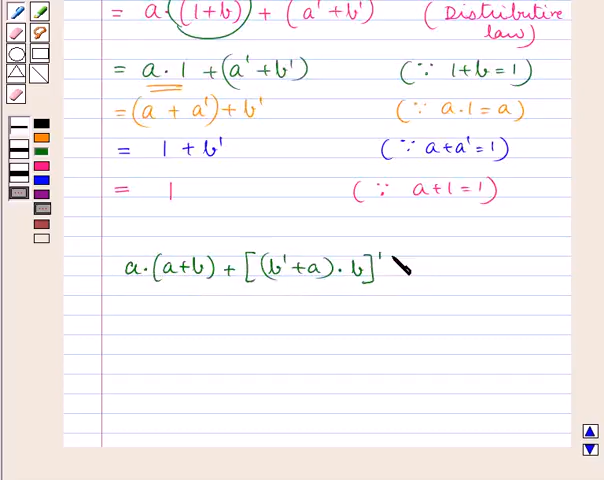 = a·(1+b) + (a'+b') (Distributive law)
= a·1 + (a'+b') (∵ 1+b=1)
= (a + a') + b' (∵ a·1=a)
= 1 + b' (∵ a+a'=1)
= 1 (∵ a+1=1)
a·(a+b) + [(b'+a)·b]'